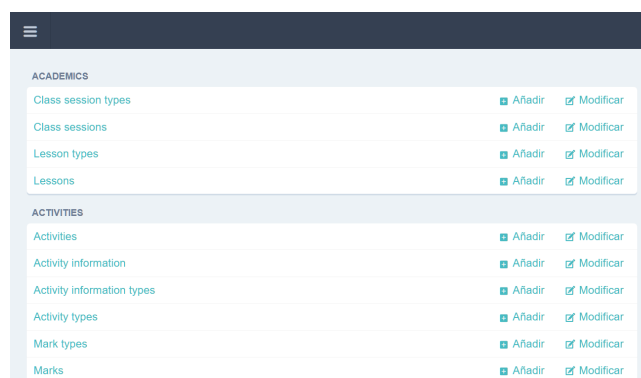 ACADEMICS
Class session types Añadir Modificar
Class sessions Añadir Modificar
Lesson types Añadir Modificar
Lessons Añadir Modificar
ACTIVITIES
Activities Añadir Modificar
Activity information Añadir Modificar
Activity information types Añadir Modificar
Activity types Añadir Modificar
Mark types Añadir Modificar
Marks Añadir Modificar